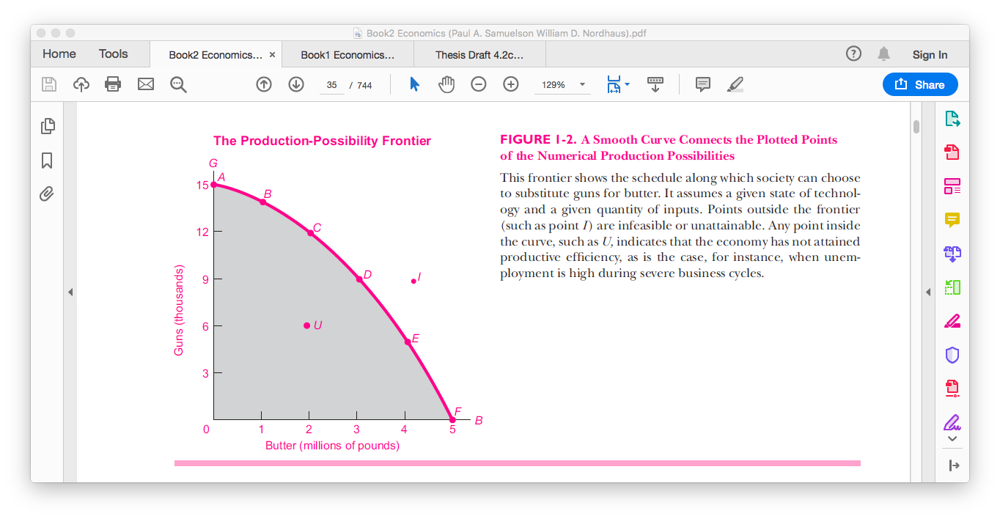 Book2 Economics (Paul A. Samuelson William D. Nordhaus).pdf
Home Tools Book2 Economics... × Book1 Economics... Thesis Draft 4.2c... ? Sign In
35 / 744 129% Share
The Production-Possibility Frontier
G
A
15
B
12
C
9
D
I
6
U
E
3
F
B
0 1 2 3 4 5
Guns (thousands)
Butter (millions of pounds)
FIGURE 1-2. A Smooth Curve Connects the Plotted Points
of the Numerical Production Possibilities
This frontier shows the schedule along which society can choose
to substitute guns for butter. It assumes a given state of technol-
ogy and a given quantity of inputs. Points outside the frontier
(such as point I) are infeasible or unattainable. Any point inside
the curve, such as U, indicates that the economy has not attained
productive efficiency, as is the case, for instance, when unem-
ployment is high during severe business cycles.